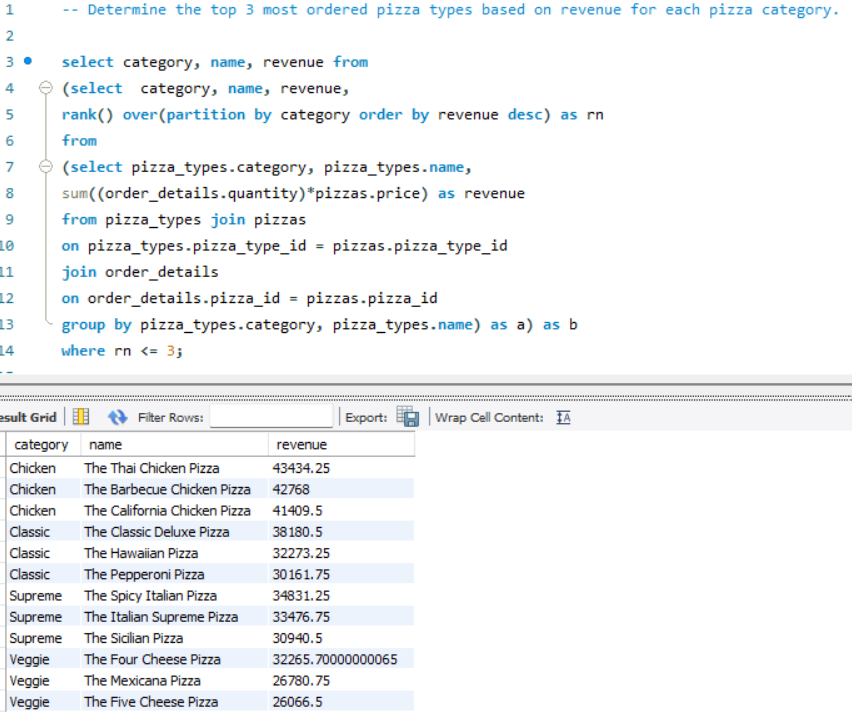 1 -- Determine the top 3 most ordered pizza types based on revenue for each pizza category.
2
3 select category, name, revenue from
4 (select  category, name, revenue,
5 rank() over(partition by category order by revenue desc) as rn
6 from
7 (select pizza_types.category, pizza_types.name,
8 sum((order_details.quantity)*pizzas.price) as revenue
9 from pizza_types join pizzas
10 on pizza_types.pizza_type_id = pizzas.pizza_type_id
11 join order_details
12 on order_details.pizza_id = pizzas.pizza_id
13 group by pizza_types.category, pizza_types.name) as a) as b
14 where rn <= 3;
esult Grid Filter Rows: Export: Wrap Cell Content: IA
category name revenue
Chicken The Thai Chicken Pizza 43434.25
Chicken The Barbecue Chicken Pizza 42768
Chicken The California Chicken Pizza 41409.5
Classic The Classic Deluxe Pizza 38180.5
Classic The Hawaiian Pizza 32273.25
Classic The Pepperoni Pizza 30161.75
Supreme The Spicy Italian Pizza 34831.25
Supreme The Italian Supreme Pizza 33476.75
Supreme The Sicilian Pizza 30940.5
Veggie The Four Cheese Pizza 32265.70000000065
Veggie The Mexicana Pizza 26780.75
Veggie The Five Cheese Pizza 26066.5